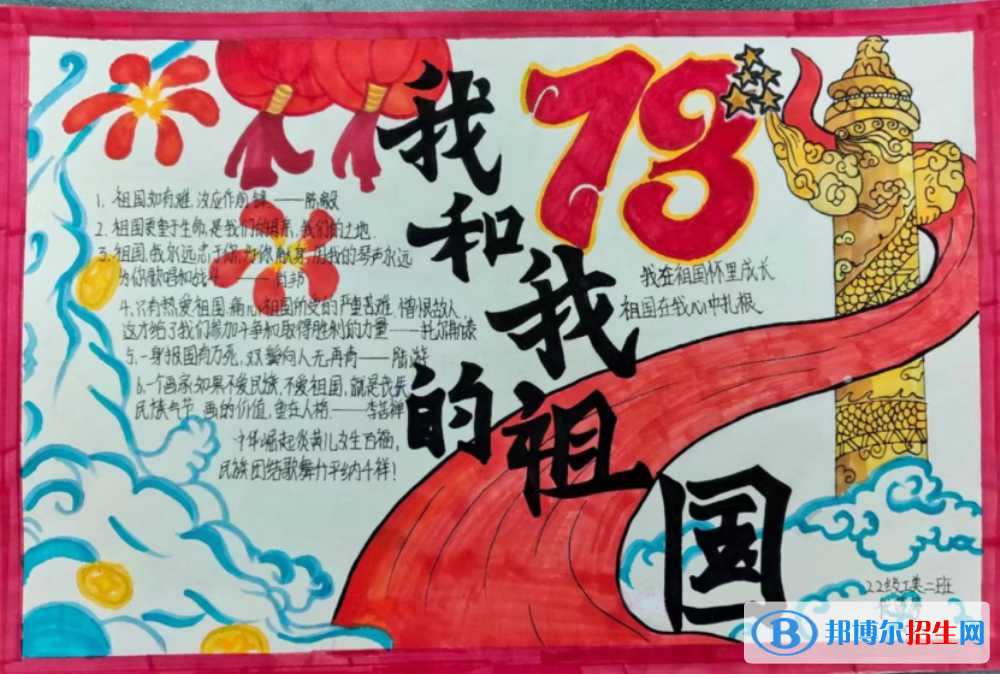 我和我的祖国
73
1. 祖国如有难,汝应作前锋 ——陈毅
2. 祖国更重于生命,是我们的母亲,我们的土地
3. 祖国,我永远忠于你,为你献身,用我的琴声永远
为你歌唱和战斗 ——肖邦
4. 只有热爱祖国,痛心祖国所受的严重苦难,憎恨敌人
这才给了我们参加斗争和取得胜利的力量——托尔斯泰
5. 一身报国有万死,双鬓向人无再青——陆游
6. 一个画家,如果不爱民族,不爱祖国,就是丧失
民族气节 画的价值,重在人格——李苦禅
中华崛起炎黄儿女生百福,
民族团结歌舞升平纳千祥!
我在祖国怀里成长
祖国在我心中扎根
22级工美二班
邦博尔招生网